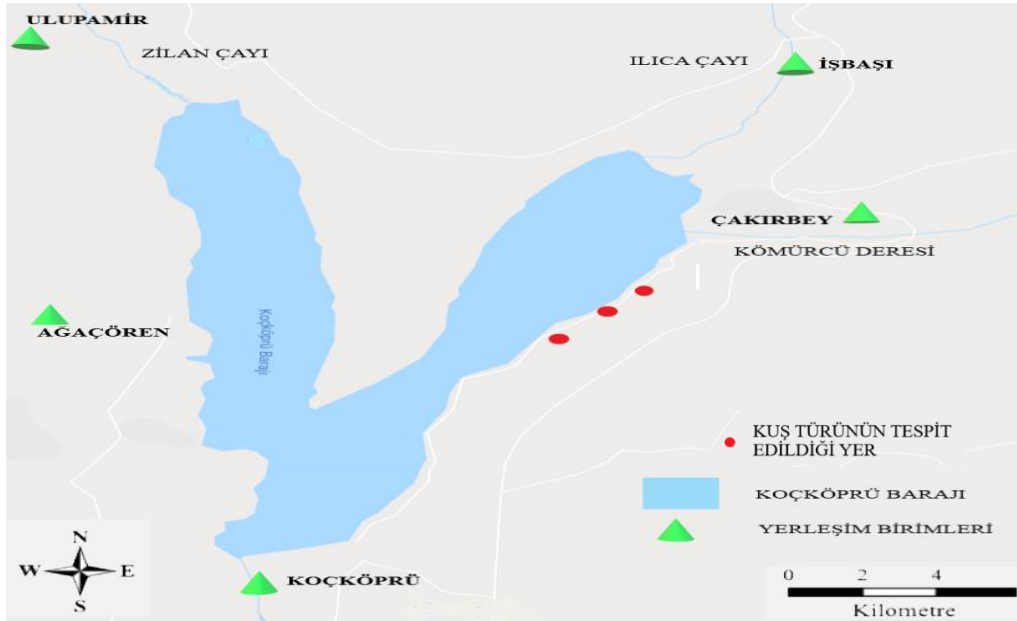 ULUPAMİR
ZİLAN ÇAYI
ILICA ÇAYI
İŞBAŞI
ÇAKIRBEY
KÖMÜRCÜ DERESİ
AĞAÇÖREN
Koçköprü Barajı
KUŞ TÜRÜNÜN TESPİT
EDİLDİĞİ YER
KOÇKÖPRÜ BARAJI
YERLEŞİM BİRİMLERİ
KOÇKÖPRÜ
N
W E
S
0 2 4
Kilometre